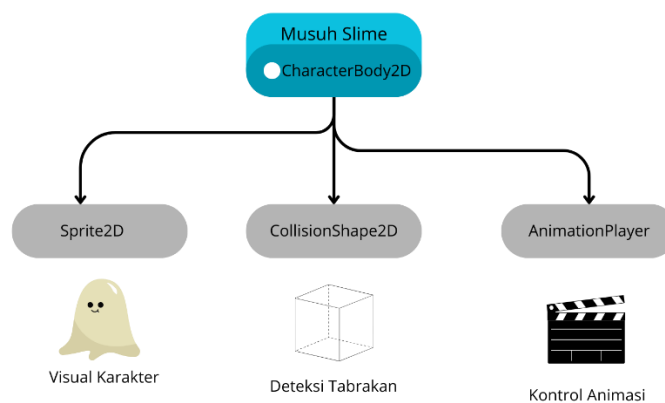 Musuh Slime
CharacterBody2D
Sprite2D
CollisionShape2D
AnimationPlayer
Visual Karakter
Deteksi Tabrakan
Kontrol Animasi